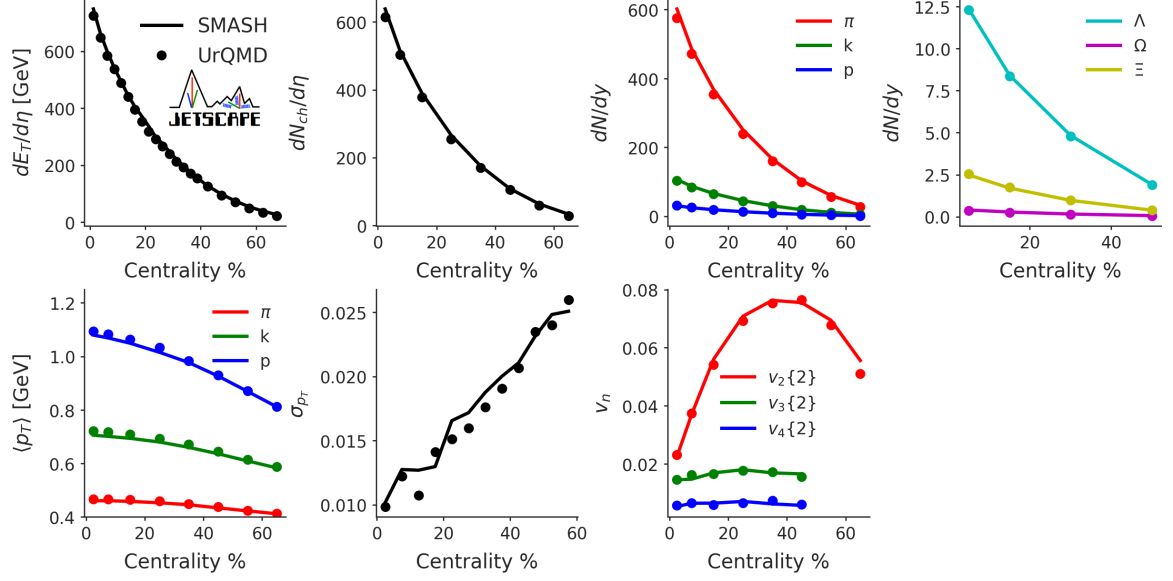 SMASH
UrQMD
JETSCAPE
dE_T/dη [GeV]
600
400
200
0
0 20 40 60
Centrality %
dN_ch/dη
600
400
200
0
0 20 40 60
Centrality %
π
k
p
dN/dy
600
400
200
0
20 40 60
Centrality %
Λ
Ω
Ξ
dN/dy
12.5
10.0
7.5
5.0
2.5
0.0
20 40
Centrality %
π
k
p
⟨p_T⟩ [GeV]
1.2
1.0
0.8
0.6
0.4
0 20 40 60
Centrality %
σ_{p_T}
0.025
0.020
0.015
0.010
0 20 40 60
Centrality %
v_2{2}
v_3{2}
v_4{2}
v_n
0.08
0.06
0.04
0.02
0 20 40 60
Centrality %